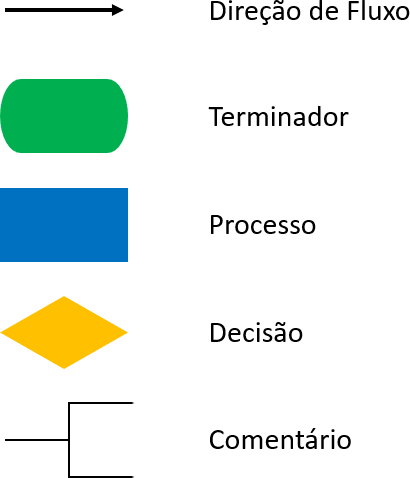 Direção de Fluxo
Terminador
Processo
Decisão
Comentário